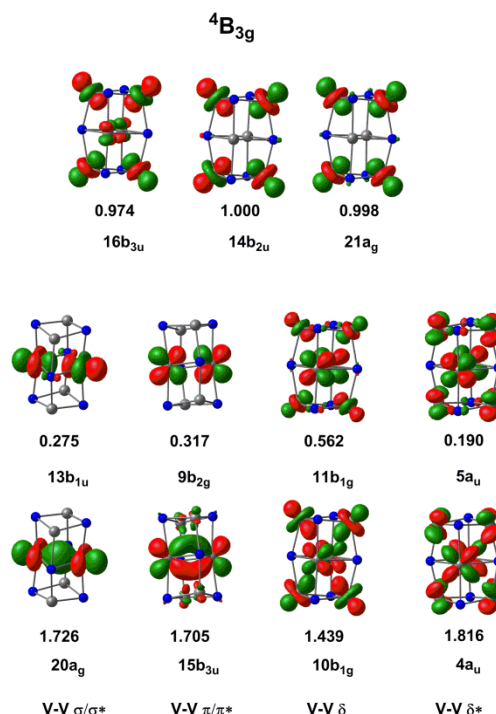 ⁴B₃g
0.974 1.000 0.998
16b₃u 14b₂u 21a_g
0.275 0.317 0.562 0.190
13b₁u 9b₂g 11b₁g 5aᵤ
1.726 1.705 1.439 1.816
20a_g 15b₃u 10b₁g 4aᵤ
V-V σ/σ* V-V π/π* V-V δ V-V δ*